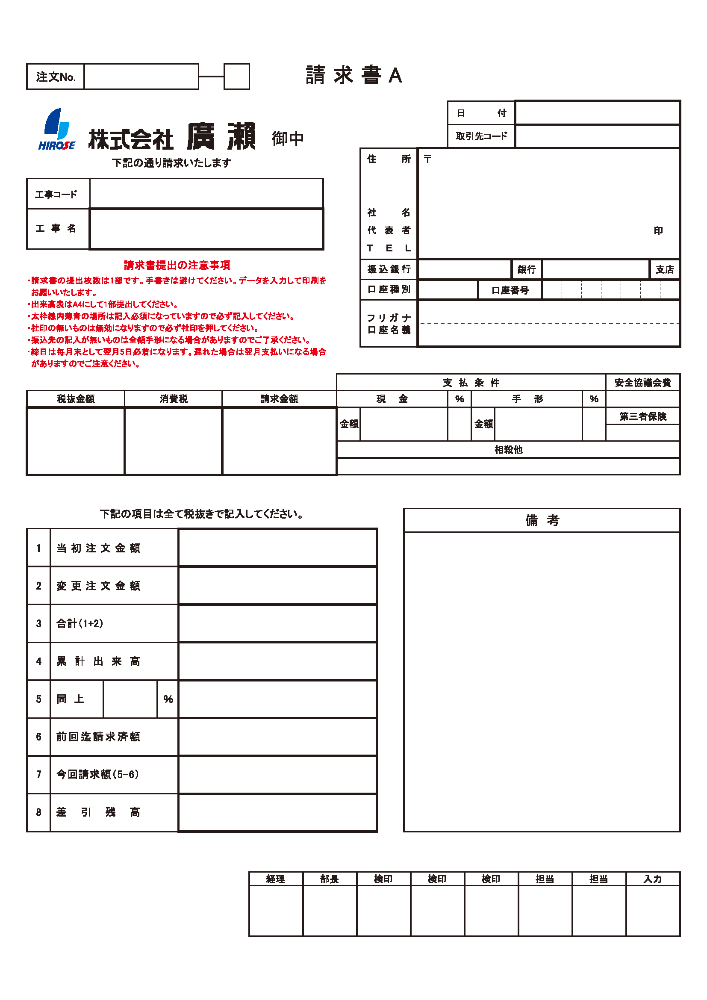 注文No.
請求書A
日付
取引先コード
HIROSE
株式会社 廣瀬 御中
下記の通り請求いたします
住所 〒
社名
代表者 印
TEL
工事コード
工事名
振込銀行 銀行 支店
口座種別 口座番号
フリガナ
口座名義
請求書提出の注意事項
・請求書の提出枚数は1部です。手書きは避けてください。データを入力して印刷を
お願いいたします。
・出来高表はA4にして1部提出してください。
・太枠線内薄青の場所は記入必須になっていますので必ず記入してください。
・社印の無いものは無効になりますので必ず社印を押してください。
・振込先の記入が無いものは全額手形になる場合がありますのでご了承ください。
・締日は毎月末として翌月5日必着になります。遅れた場合は翌月支払いになる場合
がありますのでご注意ください。
支払条件 安全協議会費
税抜金額 消費税 請求金額 現金 % 手形 %
金額 金額 第三者保険
相殺他
下記の項目は全て税抜きで記入してください。
備考
1 当初注文金額
2 変更注文金額
3 合計(1+2)
4 累計出来高
5 同上 %
6 前回迄請求済額
7 今回請求額(5-6)
8 差引残高
経理 部長 検印 検印 検印 担当 担当 入力